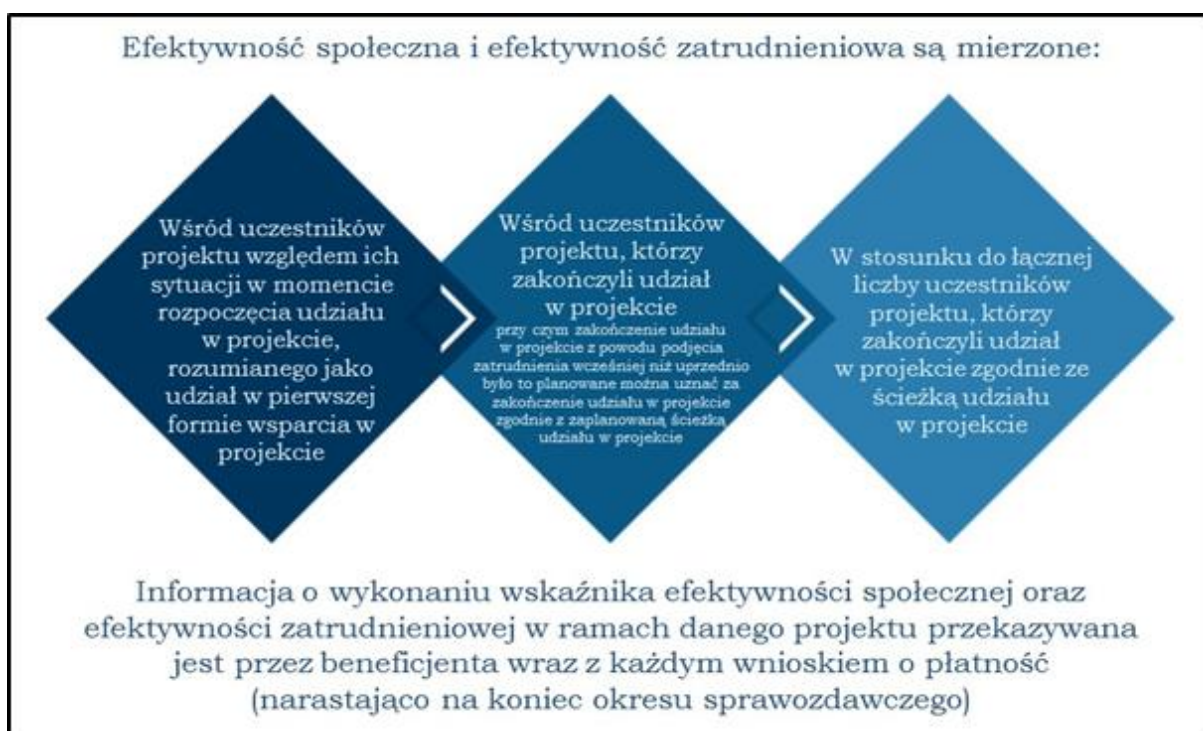 Efektywność społeczna i efektywność zatrudnieniowa są mierzone:
Wśród uczestników
projektu względem ich
sytuacji w momencie
rozpoczęcia udziału
w projekcie,
rozumianego jako
udział w pierwszej
formie wsparcia w
projekcie
Wśród uczestników
projektu, którzy
zakończyli udział
w projekcie
przy czym zakończenie udziału
w projekcie z powodu podjęcia
zatrudnienia wcześniej niż uprzednio
było to planowane można uznać za
zakończenie udziału w projekcie
zgodnie z zaplanowaną ścieżką
udziału w projekcie
W stosunku do łącznej
liczby uczestników
projektu, którzy
zakończyli udział
w projekcie zgodnie ze
ścieżką udziału
w projekcie
Informacja o wykonaniu wskaźnika efektywności społecznej oraz
efektywności zatrudnieniowej w ramach danego projektu przekazywana
jest przez beneficjenta wraz z każdym wnioskiem o płatność
(narastająco na koniec okresu sprawozdawczego)